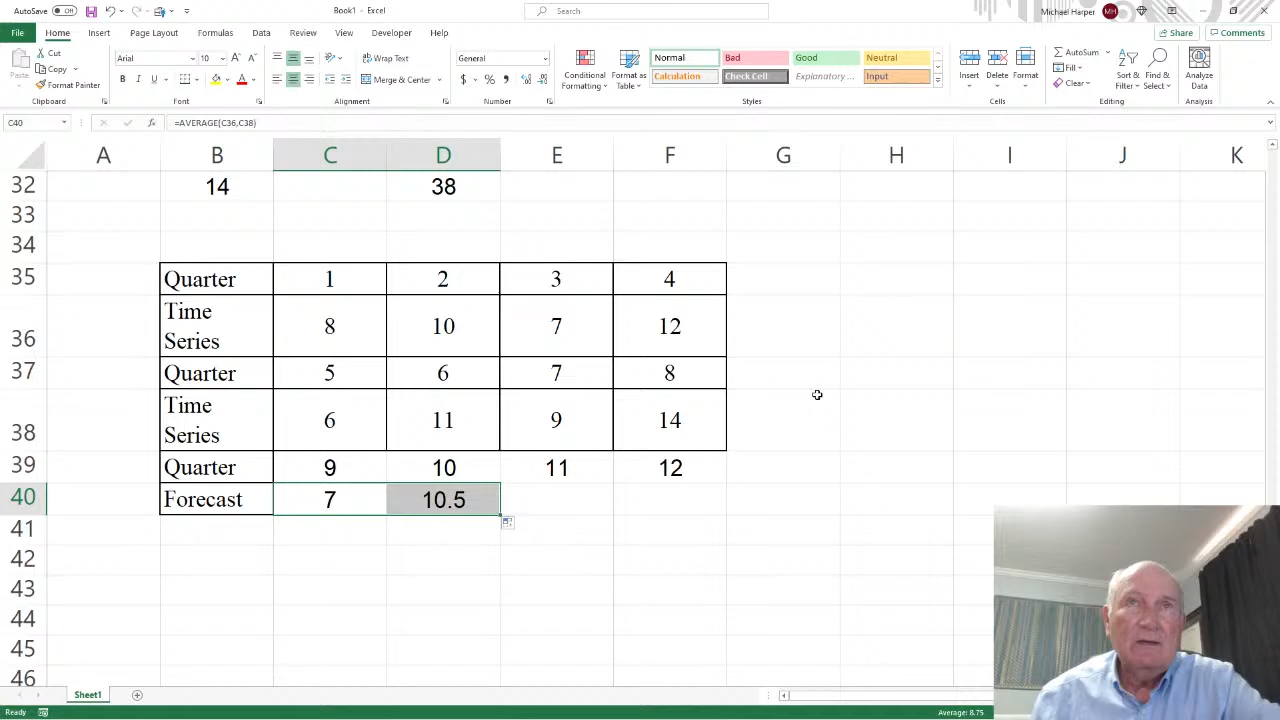 AutoSave Off Book1 - Excel Search Michael Harper MH
File Home Insert Page Layout Formulas Data Review View Developer Help Share Comments
Cut
Copy
Format Painter
Paste
Clipboard
Arial 10
B I U
Font
Wrap Text
Merge & Center
Alignment
General
$ % ,
Number
Conditional Formatting
Format as Table
Normal Bad Good Neutral
Calculation Check Cell Explanatory ... Input
Styles
Insert Delete Format
Cells
AutoSum
Fill
Clear
Sort & Filter
Find & Select
Editing
Analyze Data
Analysis
C40 fx =AVERAGE(C36,C38)
A B C D E F G H I J K
32 14 38
33
34
35 Quarter 1 2 3 4
36 Time Series 8 10 7 12
37 Quarter 5 6 7 8
38 Time Series 6 11 9 14
39 Quarter 9 10 11 12
40 Forecast 7 10.5
41
42
43
44
45
46
Sheet1
Ready Average: 8.75